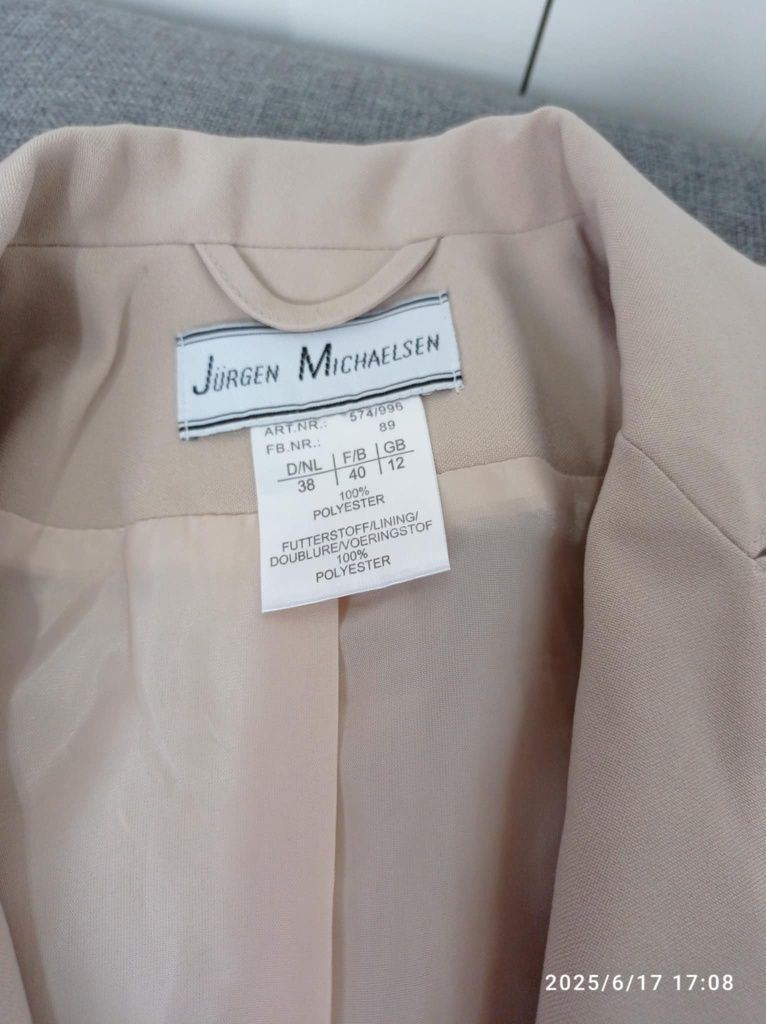 JÜRGEN MICHAELSEN
ART.NR.: 574/996
FB.NR.: 89
D/NL F/B GB
38 40 12
100%
POLYESTER
FUTTERSTOFF/LINING/
DOUBLURE/VOERINGSTOF
100%
POLYESTER
2025/6/17 17:08